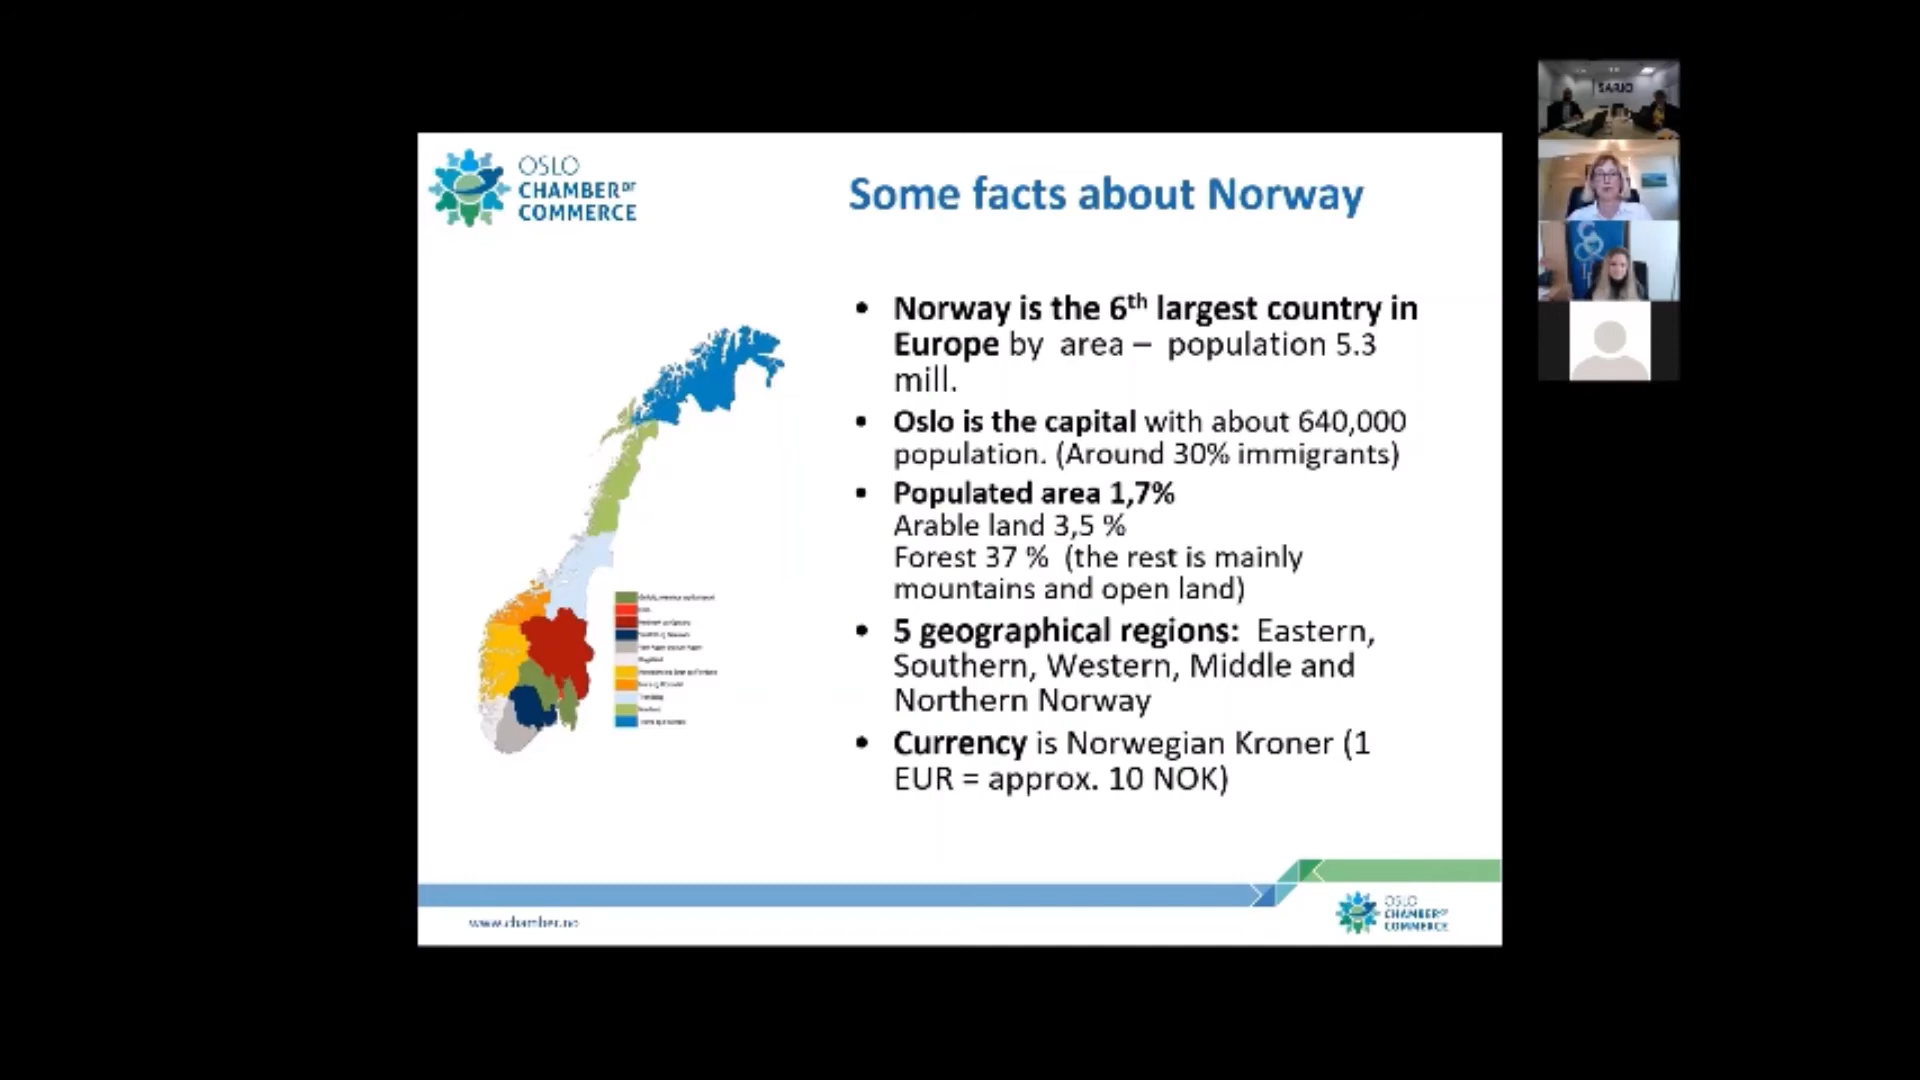 OSLO
CHAMBER OF
COMMERCE
Some facts about Norway
• Norway is the 6th largest country in
Europe by area – population 5.3
mill.
• Oslo is the capital with about 640,000
population. (Around 30% immigrants)
• Populated area 1,7%
Arable land 3,5 %
Forest 37 % (the rest is mainly
mountains and open land)
• 5 geographical regions: Eastern,
Southern, Western, Middle and
Northern Norway
• Currency is Norwegian Kroner (1
EUR = approx. 10 NOK)
www.chamber.no
OSLO
CHAMBER OF
COMMERCE
SARIO